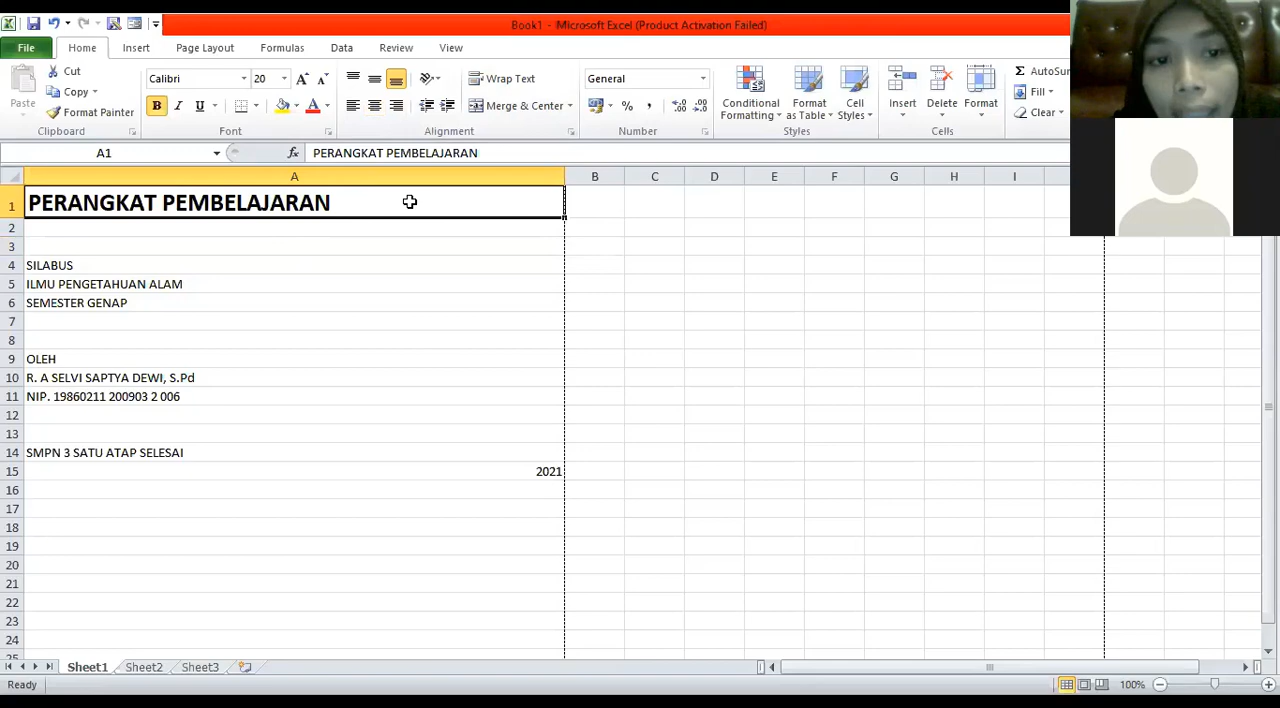 Book1 - Microsoft Excel (Product Activation Failed)
File Home Insert Page Layout Formulas Data Review View
Paste
Cut
Copy
Format Painter
Clipboard
Calibri 20
B I U
Font
Wrap Text
Merge & Center
Alignment
General
% ,
Number
Conditional Formatting
Format as Table
Cell Styles
Styles
Insert
Delete
Format
Cells
Σ AutoSu
Fill
Clear
A1
fx PERANGKAT PEMBELAJARAN
A B C D E F G H I
1 PERANGKAT PEMBELAJARAN
2
3
4 SILABUS
5 ILMU PENGETAHUAN ALAM
6 SEMESTER GENAP
7
8
9 OLEH
10 R. A SELVI SAPTYA DEWI, S.Pd
11 NIP. 19860211 200903 2 006
12
13
14 SMPN 3 SATU ATAP SELESAI
15 2021
16
17
18
19
20
21
22
23
24
25
Sheet1 Sheet2 Sheet3
Ready
100%